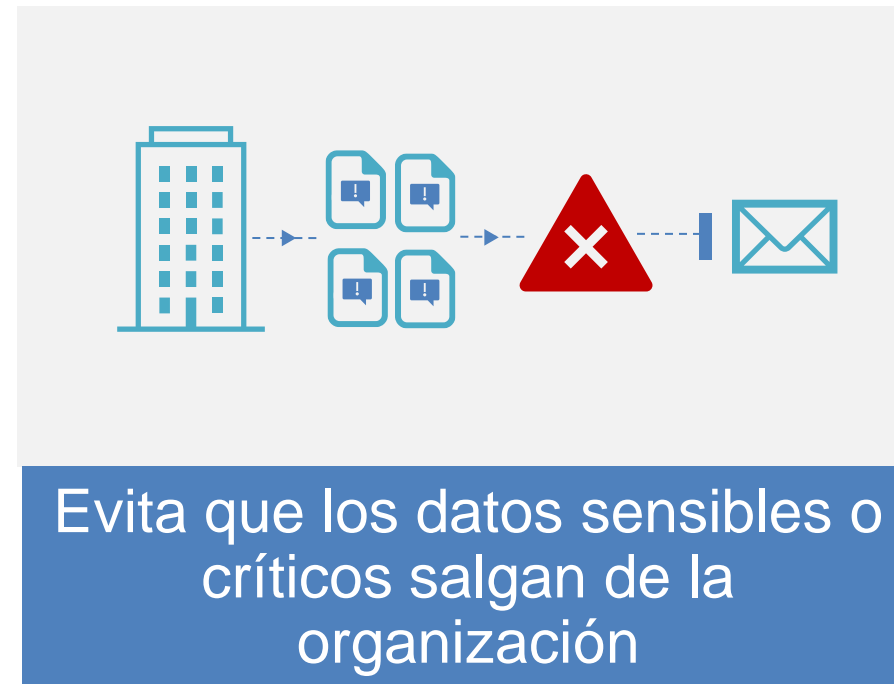 Evita que los datos sensibles o
críticos salgan de la
organización